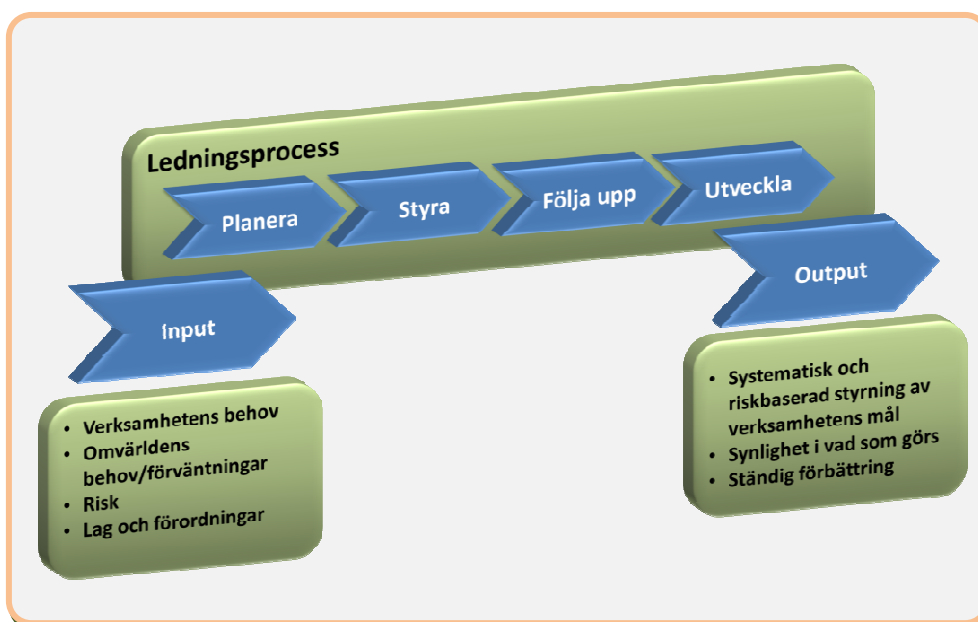 Ledningsprocess
Planera
Styra
Följa upp
Utveckla
Input
• Verksamhetens behov
• Omvärldens
behov/förväntningar
• Risk
• Lag och förordningar
Output
• Systematisk och
riskbaserad styrning av
verksamhetens mål
• Synlighet i vad som görs
• Ständig förbättring